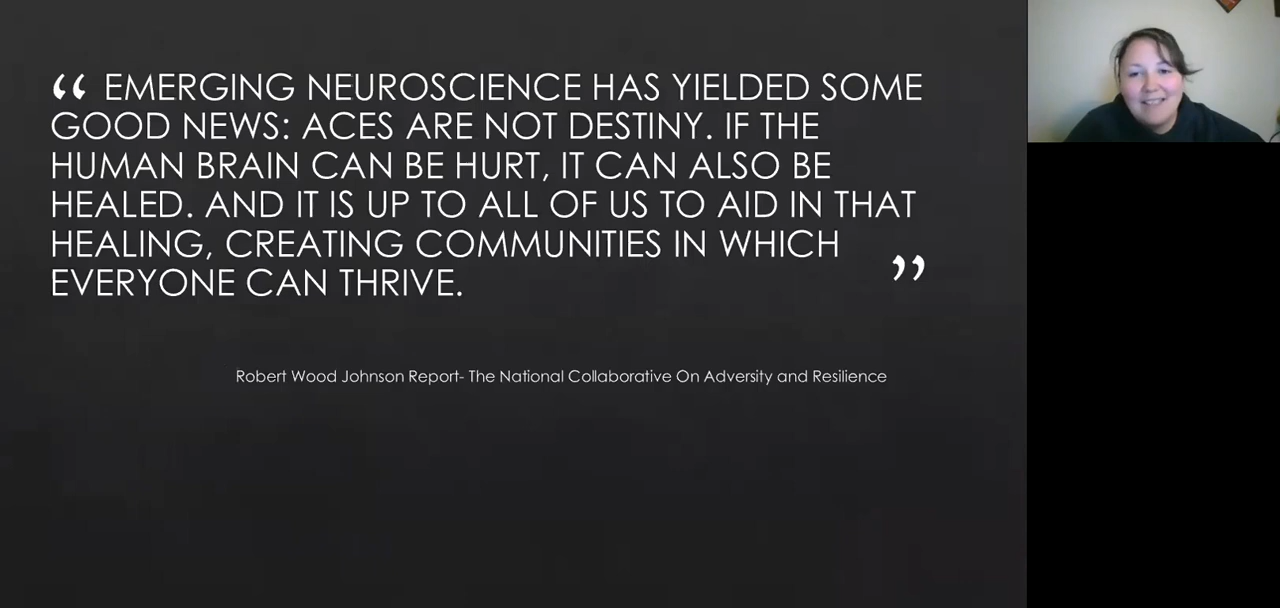 “ EMERGING NEUROSCIENCE HAS YIELDED SOME
GOOD NEWS: ACES ARE NOT DESTINY. IF THE
HUMAN BRAIN CAN BE HURT, IT CAN ALSO BE
HEALED. AND IT IS UP TO ALL OF US TO AID IN THAT
HEALING, CREATING COMMUNITIES IN WHICH
EVERYONE CAN THRIVE. ”
Robert Wood Johnson Report- The National Collaborative On Adversity and Resilience